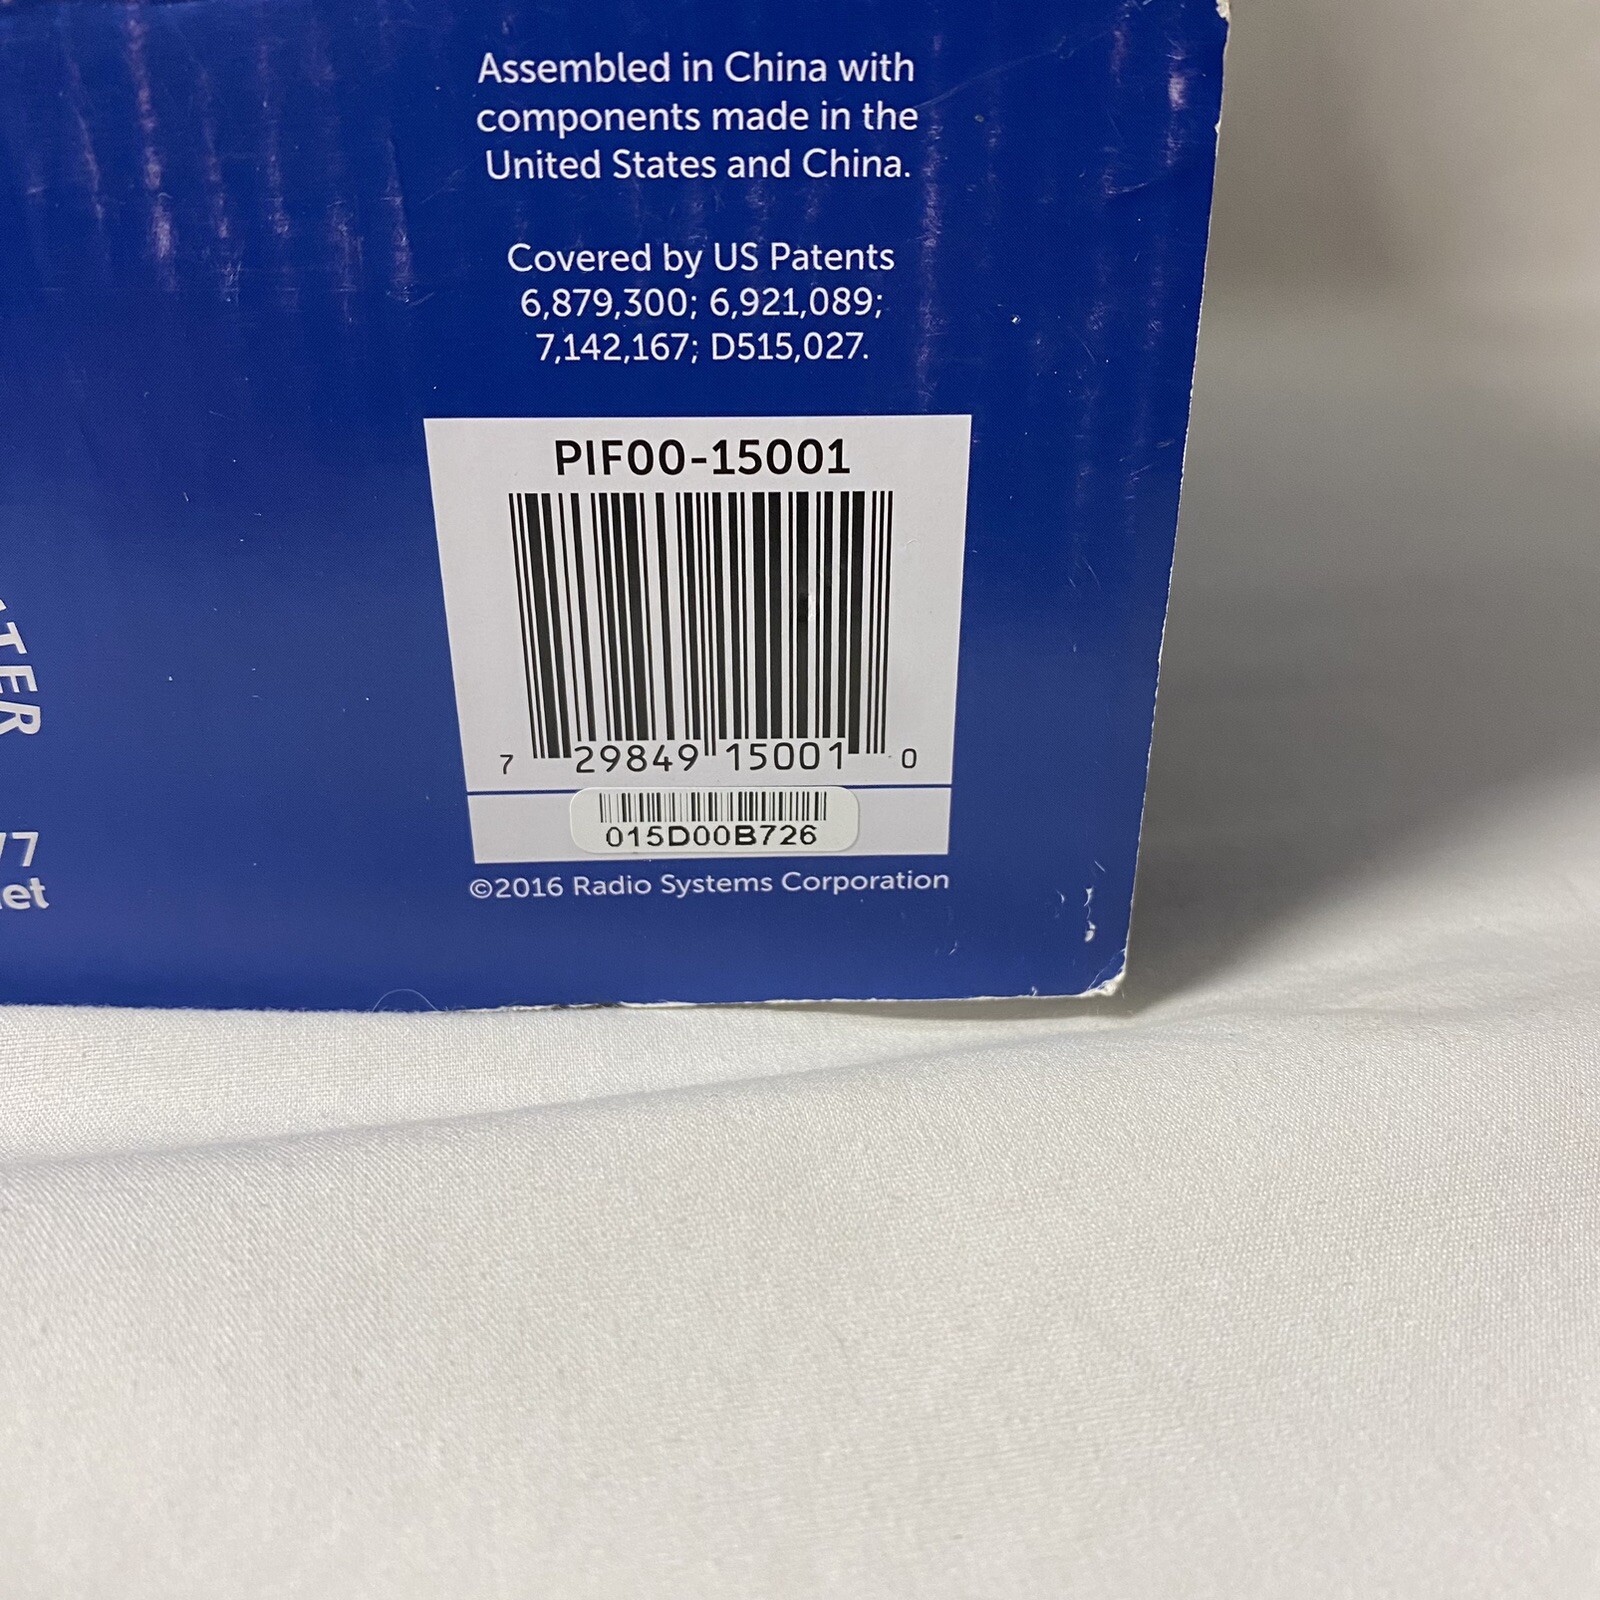 Assembled in China with
components made in the
United States and China.
Covered by US Patents
6,879,300; 6,921,089;
7,142,167; D515,027.
PIF00-15001
7 29849 15001 0
015D00B726
©2016 Radio Systems Corporation